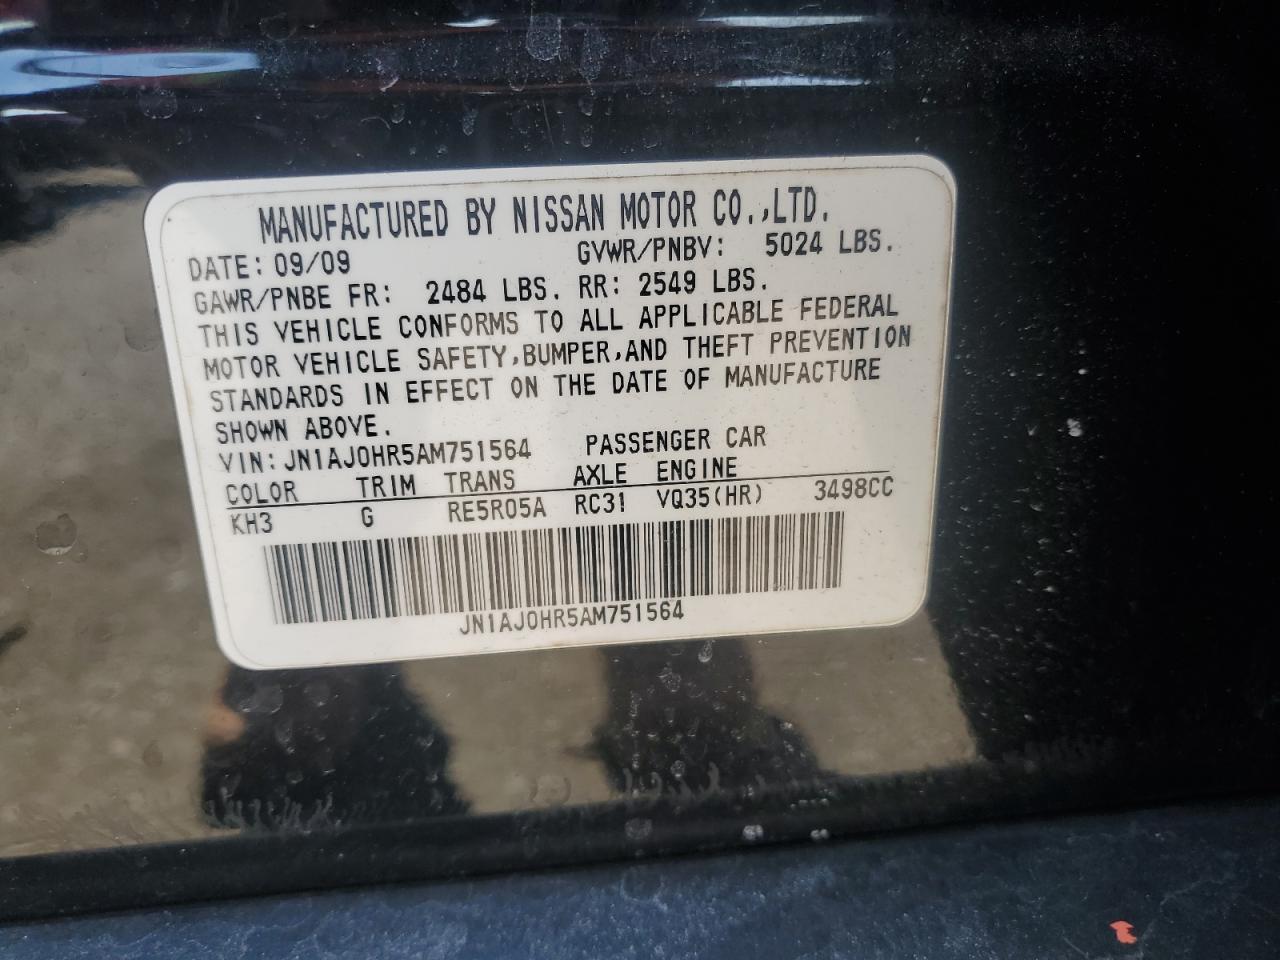 MANUFACTURED BY NISSAN MOTOR CO.,LTD.
DATE: 09/09 GVWR/PNBV: 5024 LBS.
GAWR/PNBE FR: 2484 LBS. RR: 2549 LBS.
THIS VEHICLE CONFORMS TO ALL APPLICABLE FEDERAL
MOTOR VEHICLE SAFETY,BUMPER,AND THEFT PREVENTION
STANDARDS IN EFFECT ON THE DATE OF MANUFACTURE
SHOWN ABOVE.
VIN: JN1AJ0HR5AM751564 PASSENGER CAR
COLOR TRIM TRANS AXLE ENGINE
KH3 G RE5R05A RC31 VQ35(HR) 3498CC
JN1AJ0HR5AM751564